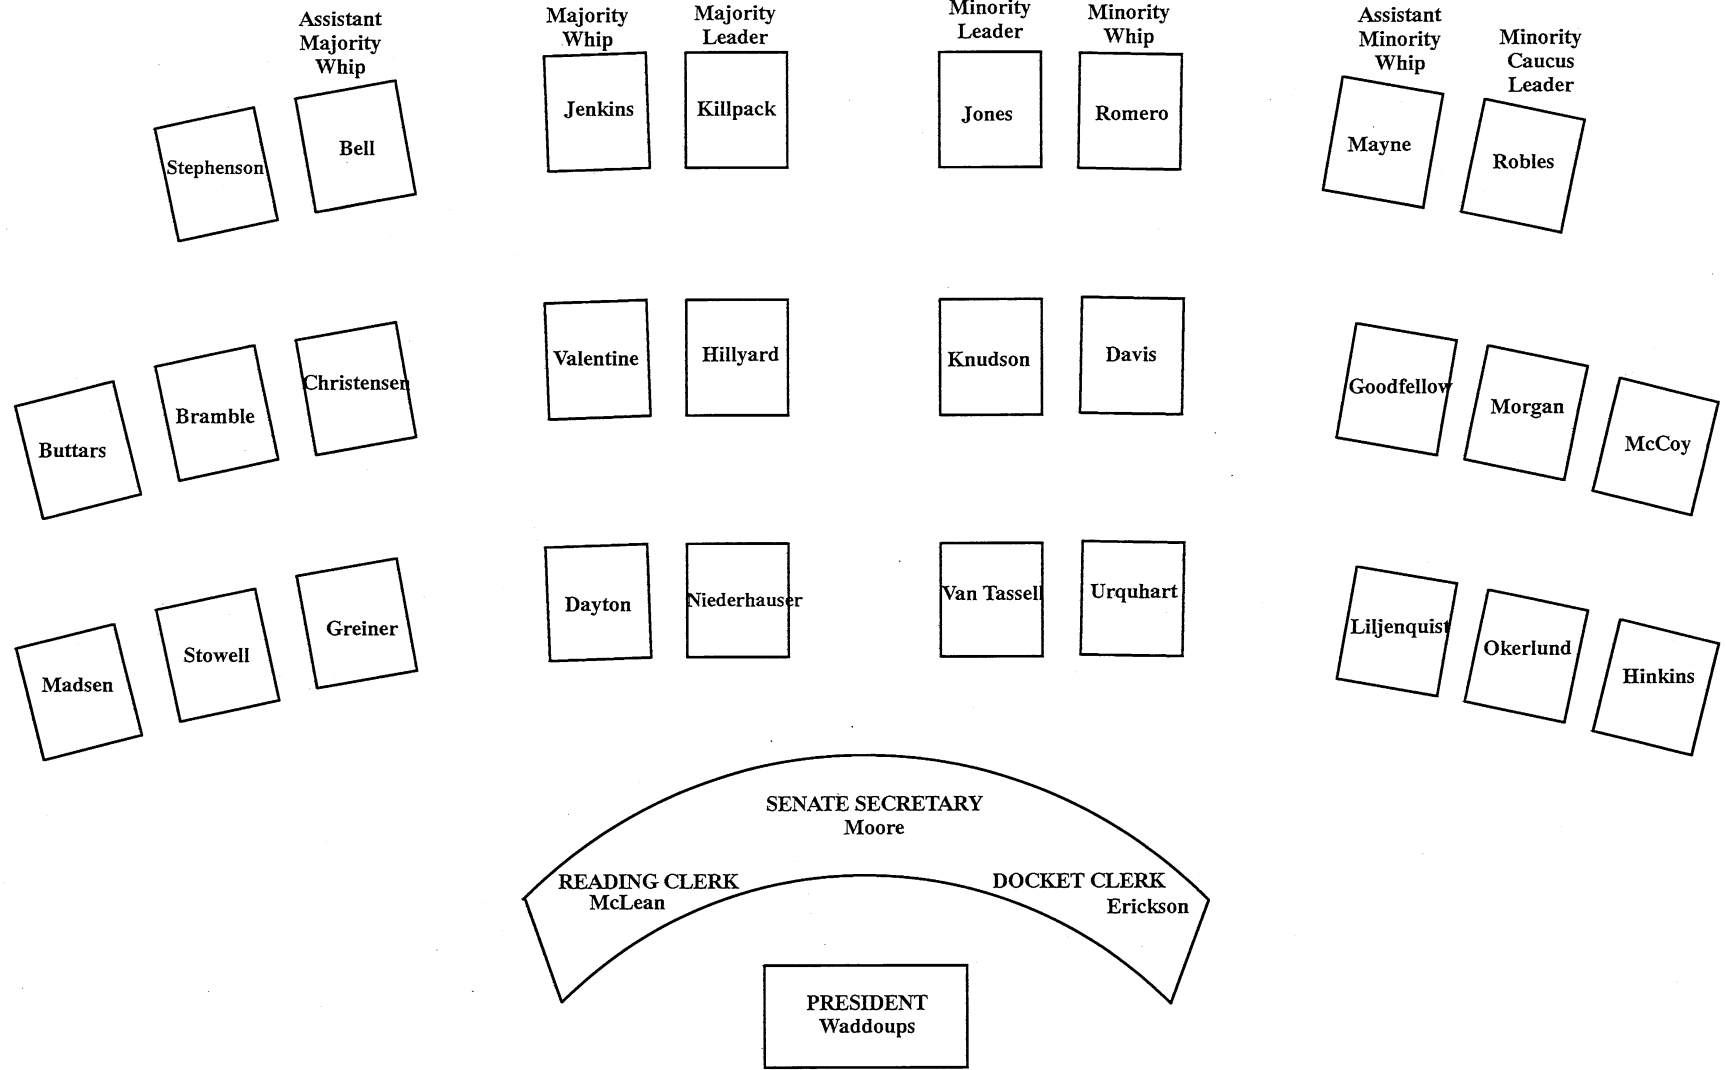 Assistant
Majority
Whip
Majority
Whip
Majority
Leader
Minority
Leader
Minority
Whip
Assistant
Minority
Whip
Minority
Caucus
Leader
Stephenson
Bell
Jenkins
Killpack
Jones
Romero
Mayne
Robles
Buttars
Bramble
Christensen
Valentine
Hillyard
Knudson
Davis
Goodfellow
Morgan
McCoy
Madsen
Stowell
Greiner
Dayton
Niederhauser
Van Tassell
Urquhart
Liljenquist
Okerlund
Hinkins
SENATE SECRETARY
Moore
READING CLERK
McLean
DOCKET CLERK
Erickson
PRESIDENT
Waddoups